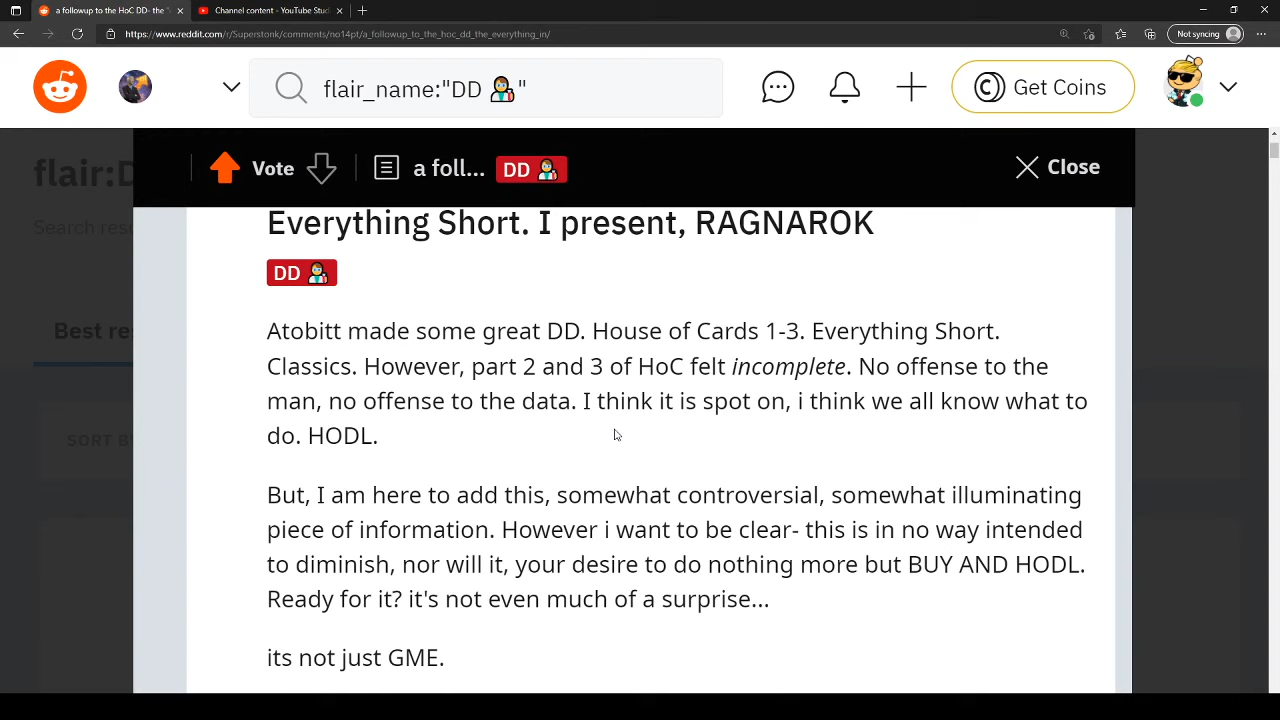 a followup to the HoC DD- the "
Channel content - YouTube Stud
https://www.reddit.com/r/Superstonk/comments/no14pt/a_followup_to_the_hoc_dd_the_everything_in/
Not syncing
flair_name:"DD 👩‍🔬"
Get Coins
flair:D
Search resu
Best re
SORT BY
Vote
a foll...
DD
Close
Everything Short. I present, RAGNAROK
DD
Atobitt made some great DD. House of Cards 1-3. Everything Short.
Classics. However, part 2 and 3 of HoC felt incomplete. No offense to the
man, no offense to the data. I think it is spot on, i think we all know what to
do. HODL.
But, I am here to add this, somewhat controversial, somewhat illuminating
piece of information. However i want to be clear- this is in no way intended
to diminish, nor will it, your desire to do nothing more but BUY AND HODL.
Ready for it? it's not even much of a surprise...
its not just GME.